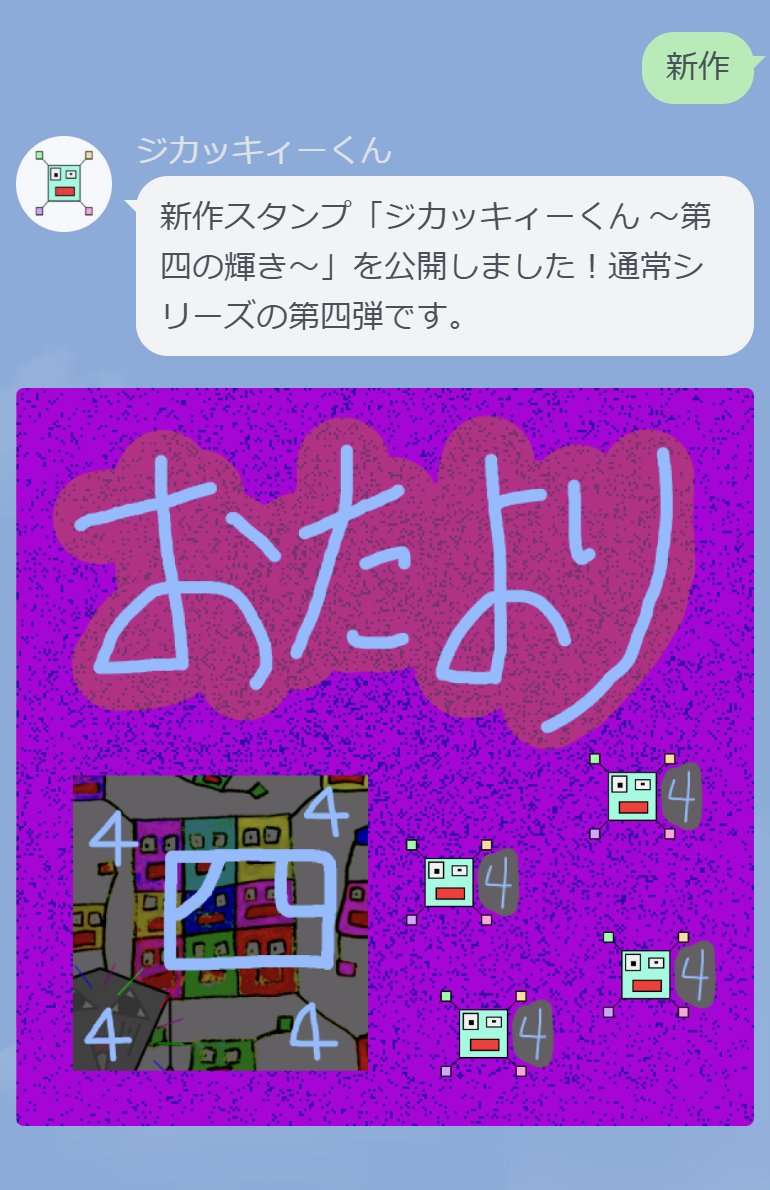 新作
ジカッキィーくん
新作スタンプ「ジカッキィーくん 〜第
四の輝き〜」を公開しました！通常シ
リーズの第四弾です。
おたより
4 4
四
4 4
4
4
4
4